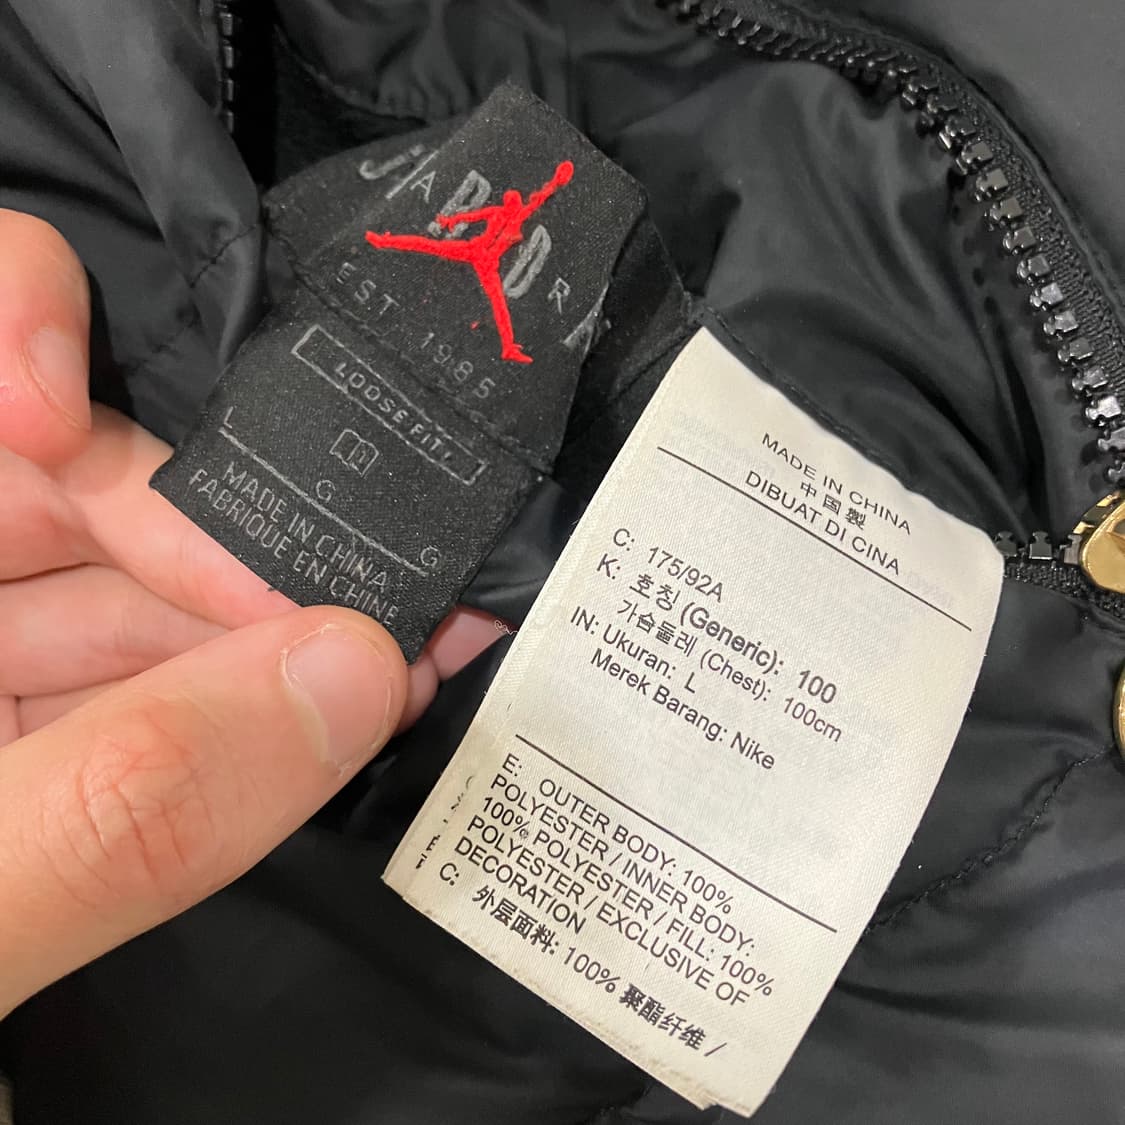 JORDAN
EST 1985
LOOSE FIT
L
G
G
MADE IN CHINA
FABRIQUE EN CHINE
MADE IN CHINA
中国製
DIBUAT DI CINA
C: 175/92A
K: 호칭 (Generic): 100
가슴둘레 (Chest): 100cm
IN: Ukuran: L
Merek Barang: Nike
E: OUTER BODY: 100%
POLYESTER / INNER BODY:
100% POLYESTER / FILL: 100%
POLYESTER / EXCLUSIVE OF
DECORATION
C: 外层面料: 100% 聚酯纤维 /